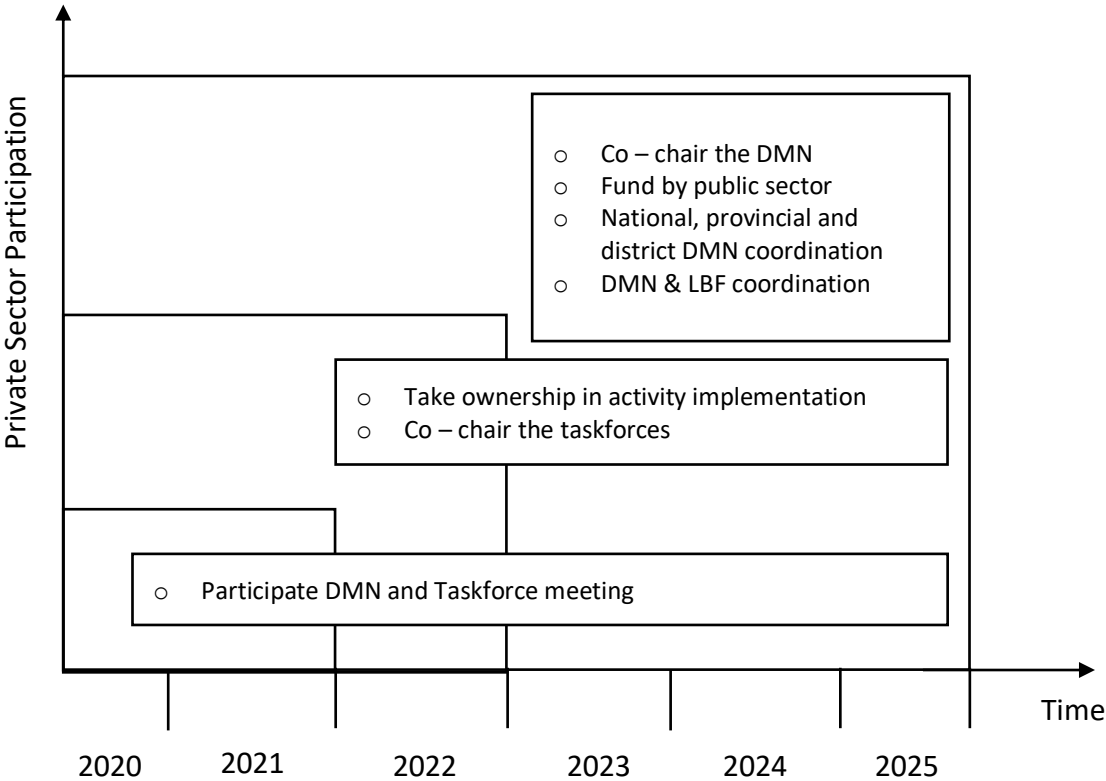 Private Sector Participation
○ Co – chair the DMN
○ Fund by public sector
○ National, provincial and
district DMN coordination
○ DMN & LBF coordination
○ Take ownership in activity implementation
○ Co – chair the taskforces
○ Participate DMN and Taskforce meeting
Time
2020 2021 2022 2023 2024 2025